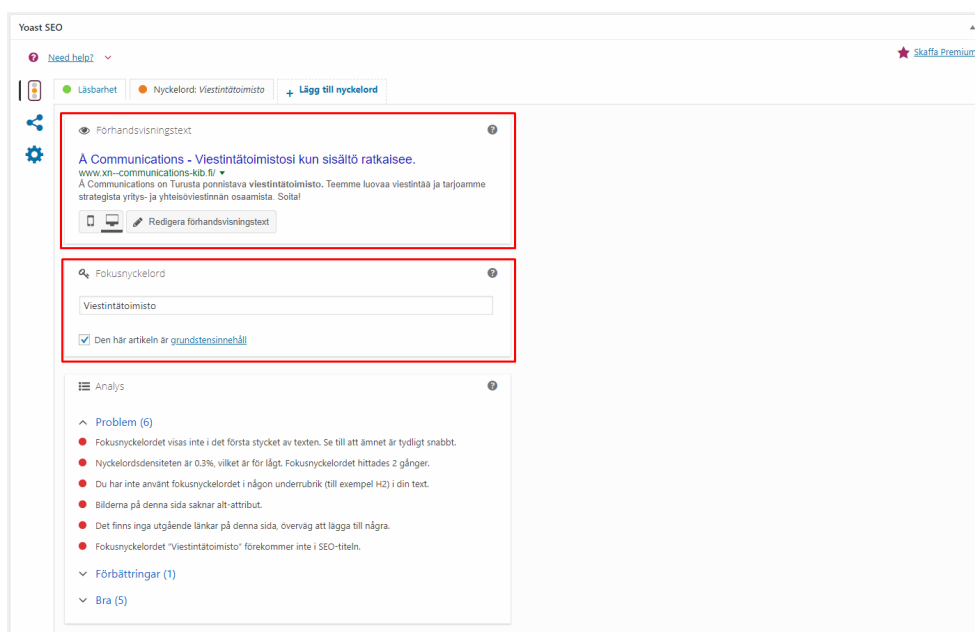 Yoast SEO
Need help?
Skaffa Premium
Läsbarhet
Nyckelord: Viestintätoimisto
+ Lägg till nyckelord
Förhandsvisningstext
Å Communications - Viestintätoimistosi kun sisältö ratkaisee.
www.xn--communications-kib.fi/
Å Communications on Turusta ponnistava viestintätoimisto. Teemme luovaa viestintää ja tarjoamme
strategista yritys- ja yhteisöviestinnän osaamista. Soita!
Redigera förhandsvisningstext
Fokusnyckelord
Viestintätoimisto
Den här artikeln är grundstensinnehåll
Analys
Problem (6)
Fokusnyckelordet visas inte i det första stycket av texten. Se till att ämnet är tydligt snabbt.
Nyckelordsdensiteten är 0.3%, vilket är för lågt. Fokusnyckelordet hittades 2 gånger.
Du har inte använt fokusnyckelordet i någon underrubrik (till exempel H2) i din text.
Bilderna på denna sida saknar alt-attribut.
Det finns inga utgående länkar på denna sida, överväg att lägga till några.
Fokusnyckelordet "Viestintätoimisto" förekommer inte i SEO-titeln.
Förbättringar (1)
Bra (5)